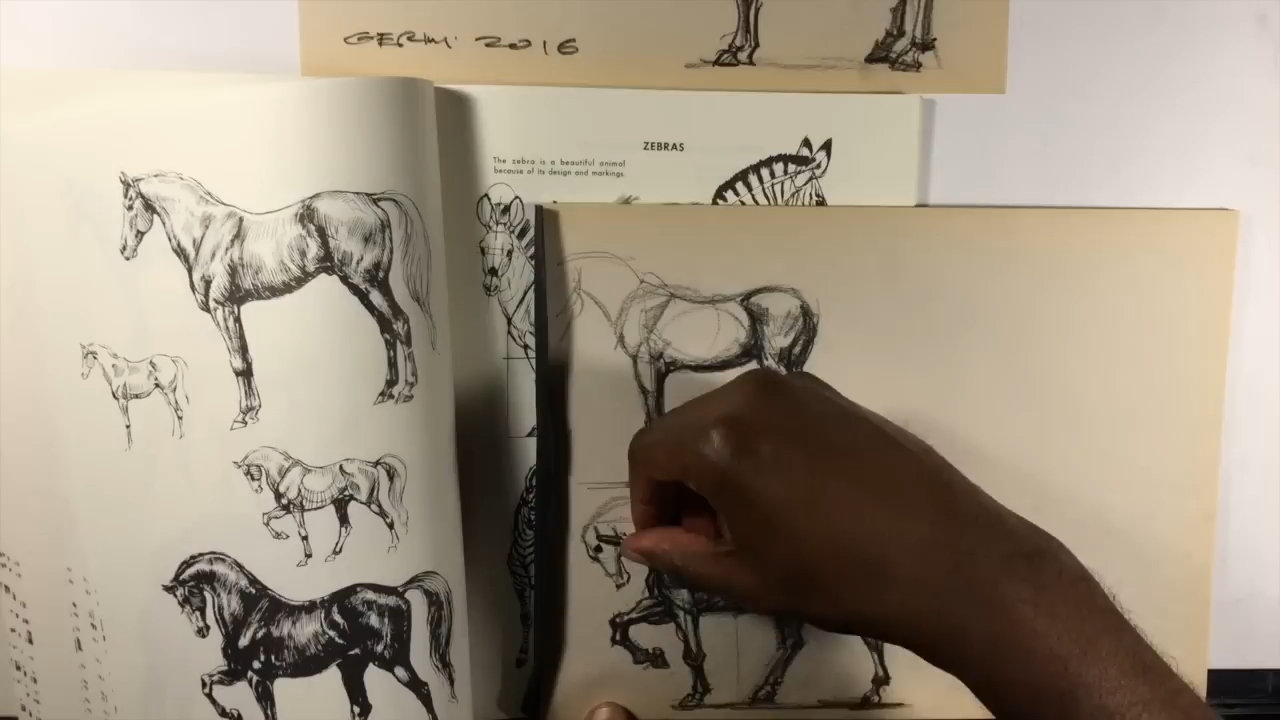 GERM. 2016
ZEBRAS
The zebra is a beautiful animal
because of its design and markings.